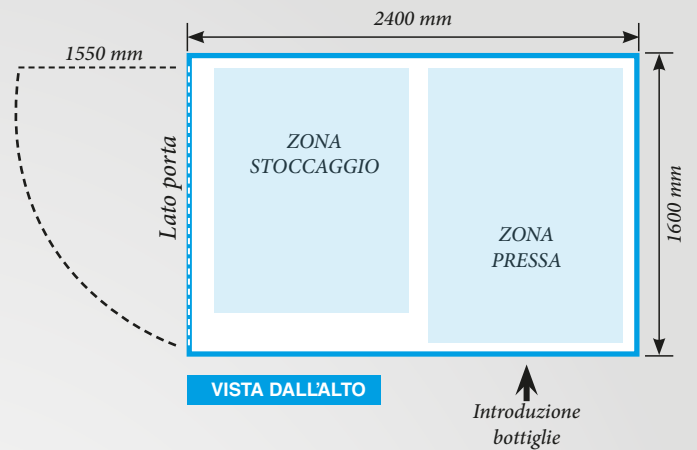 2400 mm
1550 mm
Lato porta
ZONA
STOCCAGGIO
ZONA
PRESSA
1600 mm
VISTA DALL'ALTO
Introduzione
bottiglie